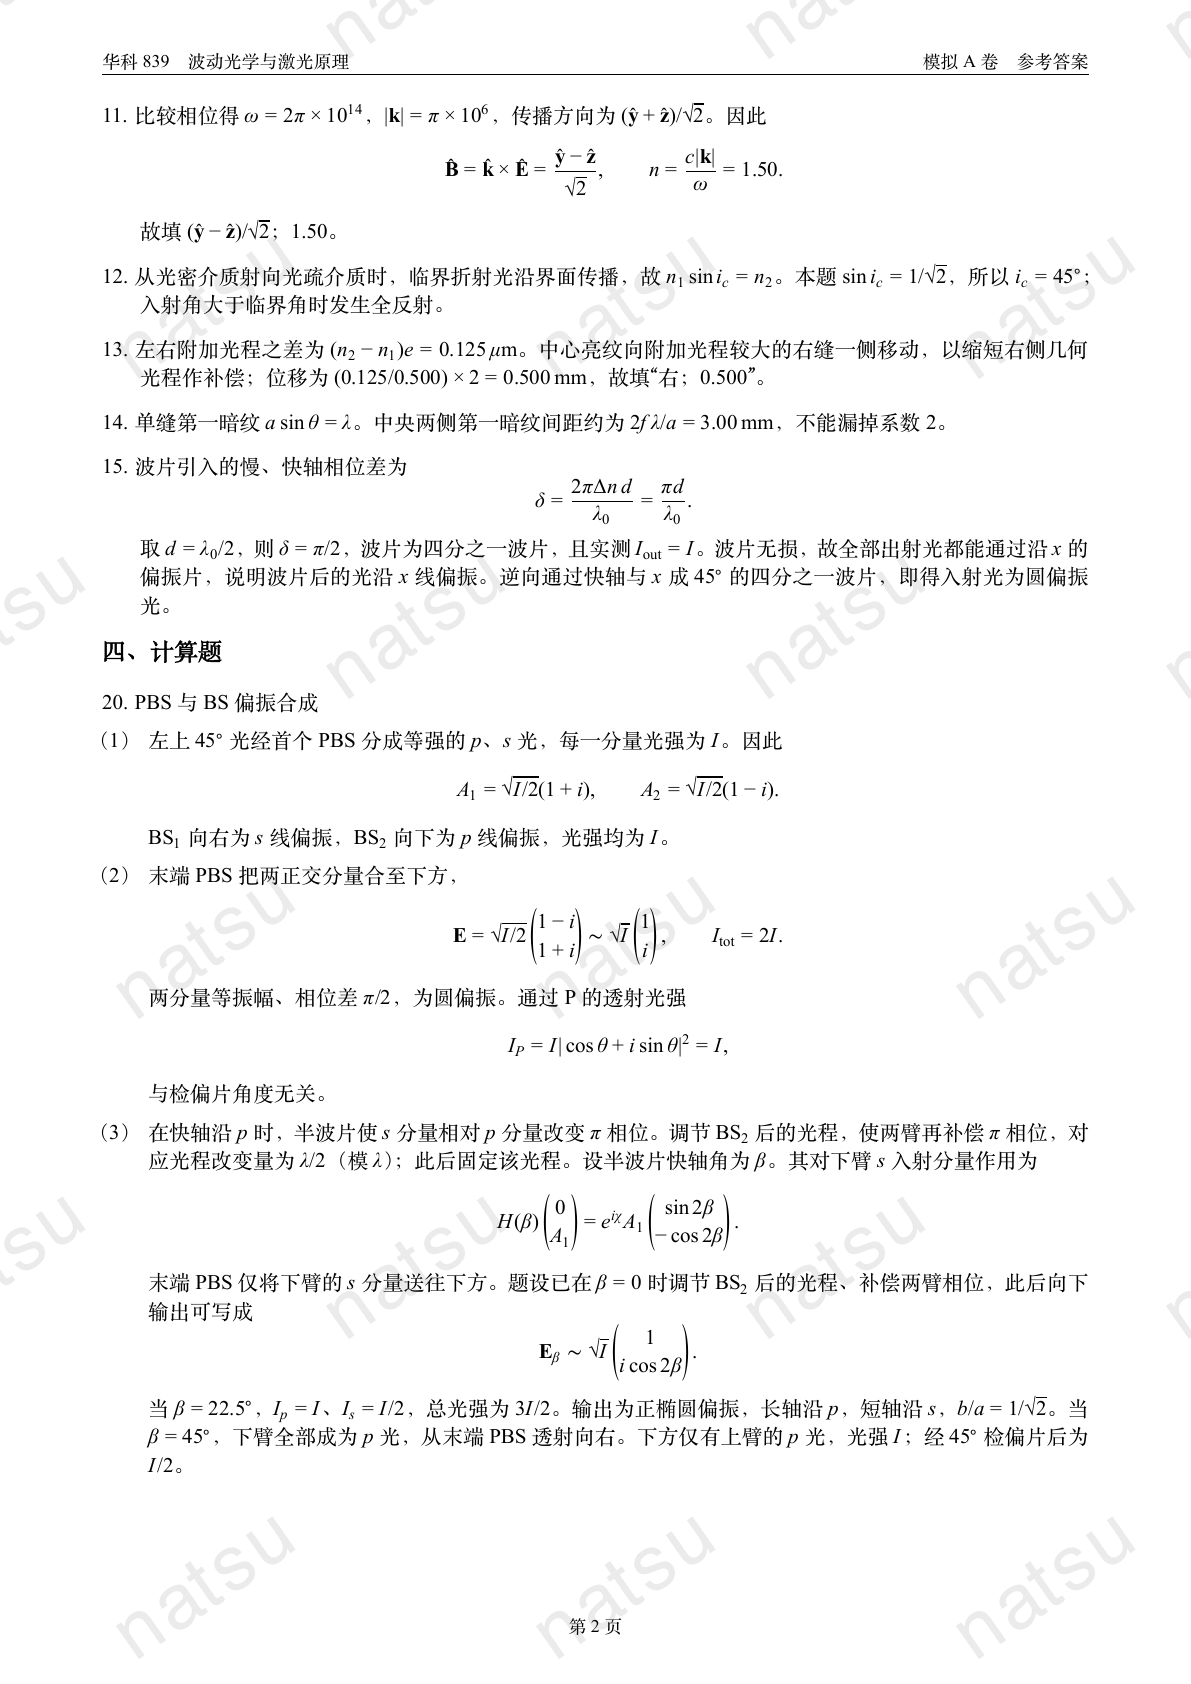 华科 839 波动光学与激光原理 模拟 A 卷 参考答案
11. 比较相位得 ω = 2π × 10¹⁴，|k| = π × 10⁶，传播方向为 (ŷ + ẑ)/√2。因此
B̂ = k̂ × Ê = (ŷ − ẑ)/√2, n = c|k|/ω = 1.50.
故填 (ŷ − ẑ)/√2；1.50。
12. 从光密介质射向光疏介质时，临界折射光沿界面传播，故 n₁ sin i_c = n₂。本题 sin i_c = 1/√2，所以 i_c = 45°；
入射角大于临界角时发生全反射。
13. 左右附加光程之差为 (n₂ − n₁)e = 0.125 μm。中心亮纹向附加光程较大的右缝一侧移动，以缩短右侧几何
光程作补偿；位移为 (0.125/0.500) × 2 = 0.500 mm，故填“右；0.500”。
14. 单缝第一暗纹 a sin θ = λ。中央两侧第一暗纹间距约为 2fλ/a = 3.00 mm，不能漏掉系数 2。
15. 波片引入的慢、快轴相位差为
δ = 2πΔn d/λ₀ = πd/λ₀.
取 d = λ₀/2，则 δ = π/2，波片为四分之一波片，且实测 I_out = I。波片无损，故全部出射光都能通过沿 x 的
偏振片，说明波片后的光沿 x 线偏振。逆向通过快轴与 x 成 45° 的四分之一波片，即得入射光为圆偏振
光。
四、计算题
20. PBS 与 BS 偏振合成
（1） 左上 45° 光经首个 PBS 分成等强的 p、s 光，每一分量光强为 I。因此
A₁ = √I/2(1 + i), A₂ = √I/2(1 − i).
BS₁ 向右为 s 线偏振，BS₂ 向下为 p 线偏振，光强均为 I。
（2） 末端 PBS 把两正交分量合至下方，
E = √I/2 (1 − i; 1 + i) ~ √I (1; i), I_tot = 2I.
两分量等振幅、相位差 π/2，为圆偏振。通过 P 的透射光强
I_P = I| cos θ + i sin θ|² = I,
与检偏片角度无关。
（3） 在快轴沿 p 时，半波片使 s 分量相对 p 分量改变 π 相位。调节 BS₂ 后的光程，使两臂再补偿 π 相位，对
应光程改变量为 λ/2（模 λ）；此后固定该光程。设半波片快轴角为 β。其对下臂 s 入射分量作用为
H(β) (0; A₁) = e^{iχ} A₁ (sin 2β; − cos 2β).
末端 PBS 仅将下臂的 s 分量送往下方。题设已在 β = 0 时调节 BS₂ 后的光程、补偿两臂相位，此后向下
输出可写成
E_β ~ √I (1; i cos 2β).
当 β = 22.5°，I_p = I、I_s = I/2，总光强为 3I/2。输出为正椭圆偏振，长轴沿 p，短轴沿 s，b/a = 1/√2。当
β = 45°，下臂全部成为 p 光，从末端 PBS 透射向右。下方仅有上臂的 p 光，光强 I；经 45° 检偏片后为
I/2。
第 2 页
natsu